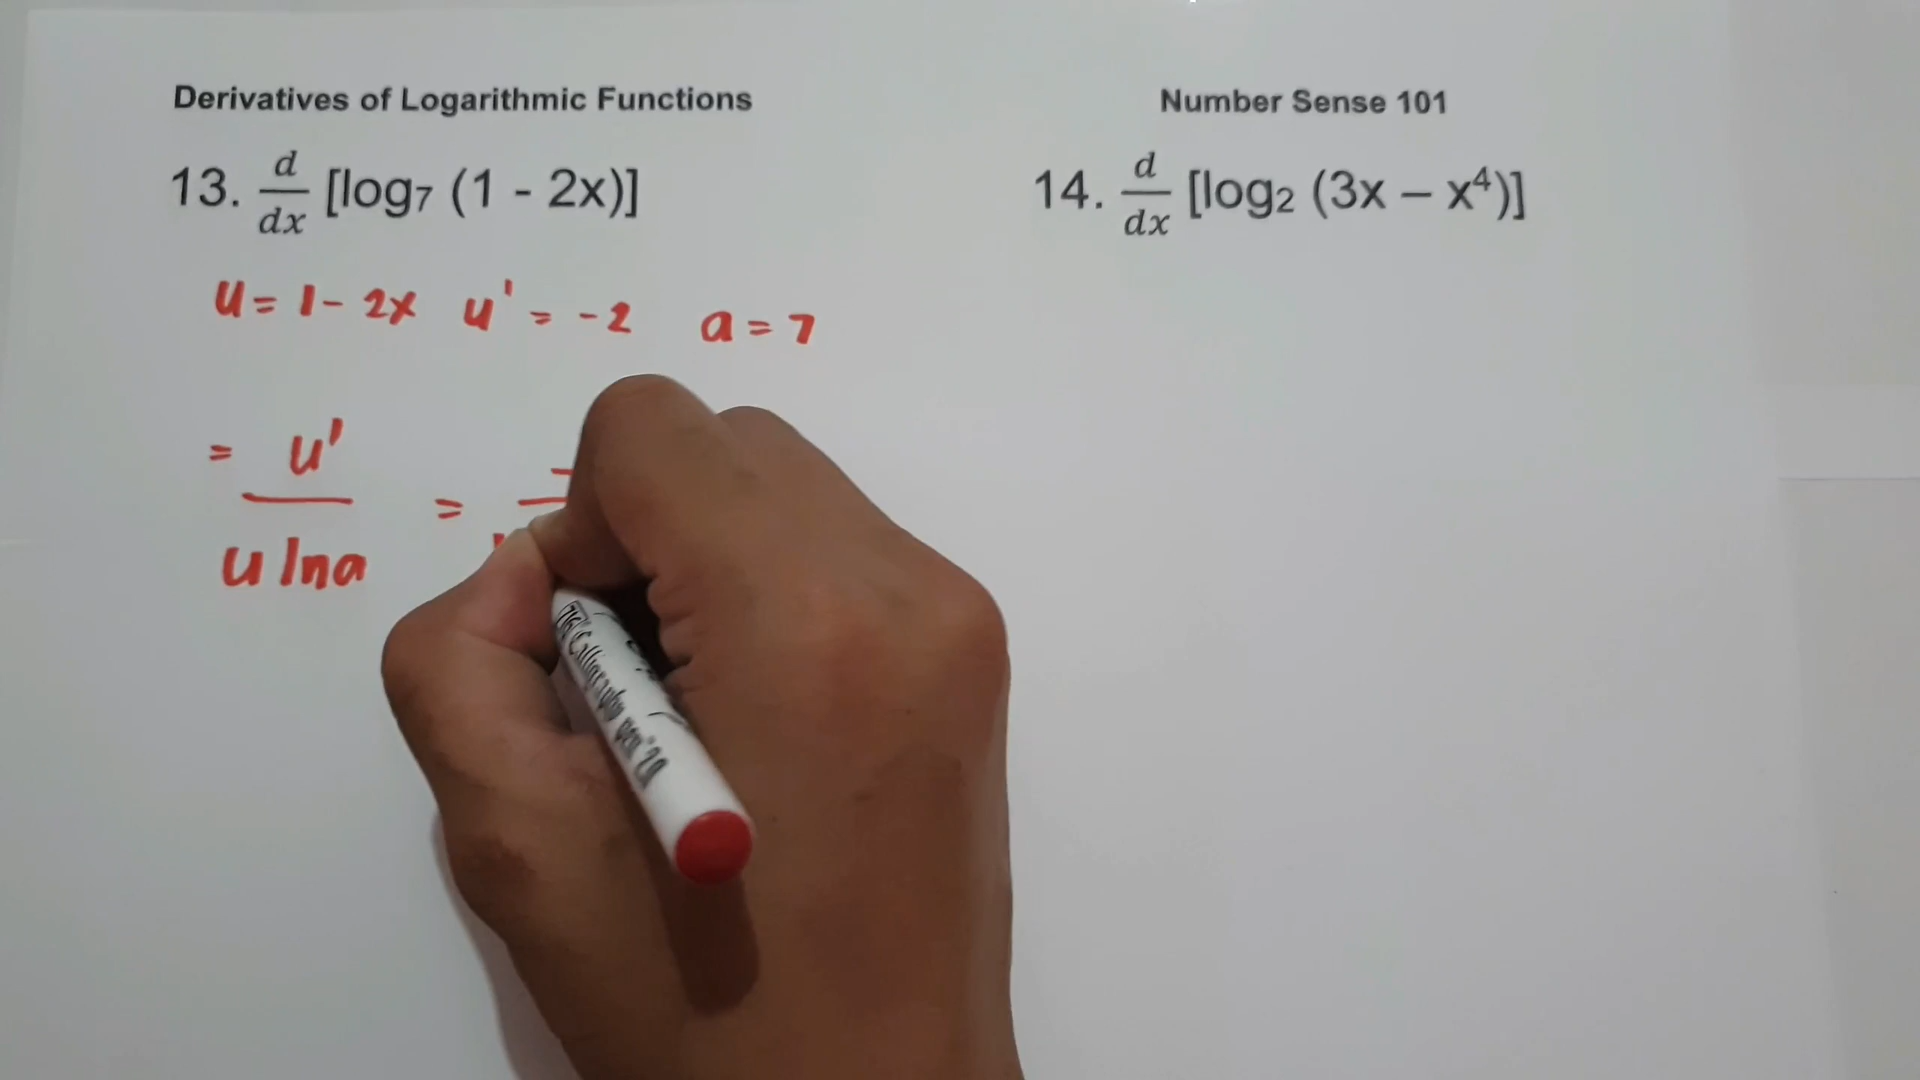 Derivatives of Logarithmic Functions
Number Sense 101
13. d/dx [log₇ (1 - 2x)]
14. d/dx [log₂ (3x – x⁴)]
u = 1 - 2x u' = -2 a = 7
= u' / u ln a =